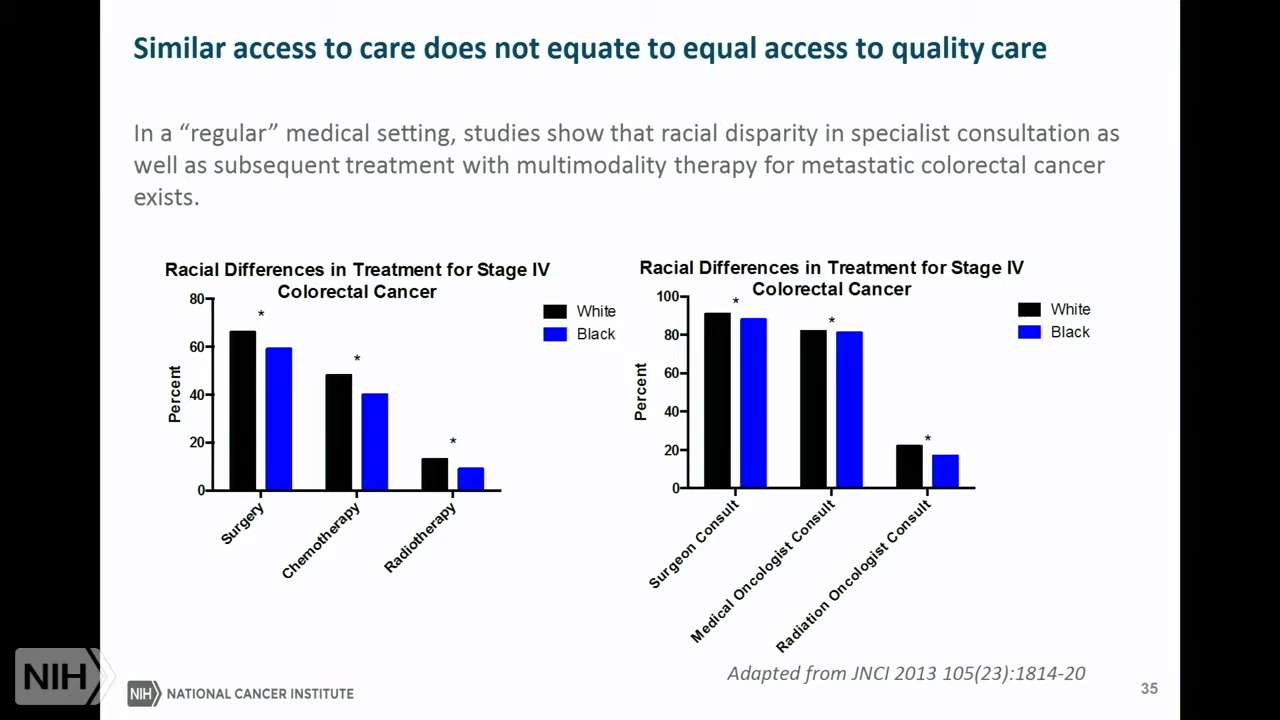 Similar access to care does not equate to equal access to quality care
In a “regular” medical setting, studies show that racial disparity in specialist consultation as
well as subsequent treatment with multimodality therapy for metastatic colorectal cancer
exists.
Racial Differences in Treatment for Stage IV
Colorectal Cancer
80
60
40
20
0
Percent
*
*
*
White
Black
Surgery
Chemotherapy
Radiotherapy
Racial Differences in Treatment for Stage IV
Colorectal Cancer
100
80
60
40
20
0
Percent
*
*
*
White
Black
Surgeon Consult
Medical Oncologist Consult
Radiation Oncologist Consult
Adapted from JNCI 2013 105(23):1814-20
NIH
NIH NATIONAL CANCER INSTITUTE
35